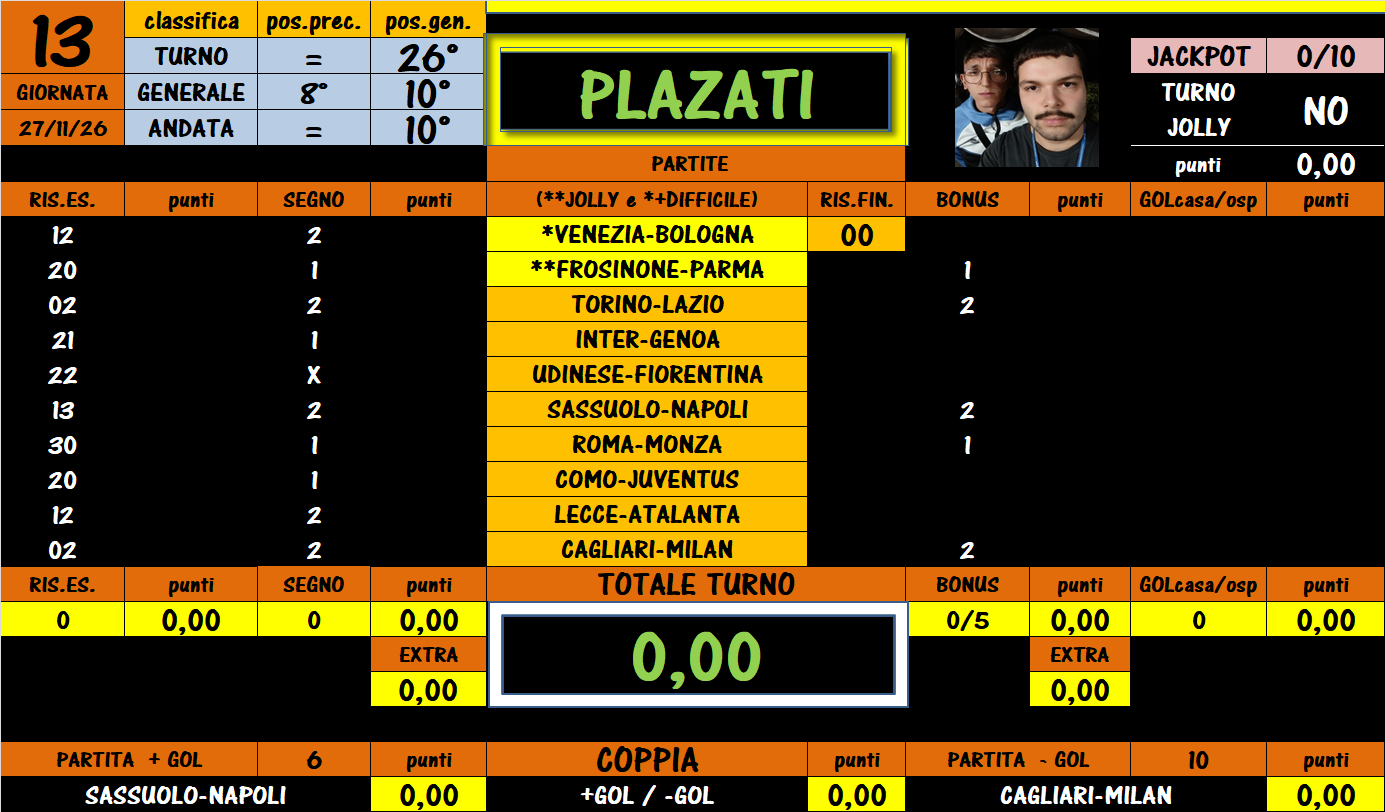 13 classifica pos.prec. pos.gen.
TURNO = 26° JACKPOT 0/10
GIORNATA GENERALE 8° 10° PLAZATI TURNO JOLLY NO
27/11/26 ANDATA = 10°
PARTITE punti 0,00
RIS.ES. punti SEGNO punti (**JOLLY e *+DIFFICILE) RIS.FIN. BONUS punti GOLcasa/osp punti
12 2 *VENEZIA-BOLOGNA 00
20 1 **FROSINONE-PARMA 1
02 2 TORINO-LAZIO 2
21 1 INTER-GENOA
22 X UDINESE-FIORENTINA
13 2 SASSUOLO-NAPOLI 2
30 1 ROMA-MONZA 1
20 1 COMO-JUVENTUS
12 2 LECCE-ATALANTA
02 2 CAGLIARI-MILAN 2
RIS.ES. punti SEGNO punti TOTALE TURNO BONUS punti GOLcasa/osp punti
0 0,00 0 0,00 0/5 0,00 0 0,00
EXTRA 0,00 EXTRA
0,00 0,00
PARTITA + GOL 6 punti COPPIA punti PARTITA - GOL 10 punti
SASSUOLO-NAPOLI 0,00 +GOL / -GOL 0,00 CAGLIARI-MILAN 0,00